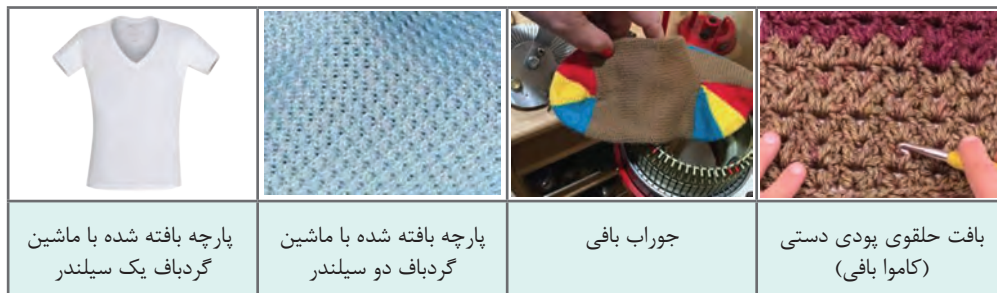 بافت حلقوی پودی دستی
(کاموا بافی)
جوراب بافی
پارچه بافته شده با ماشین
گردباف دو سیلندر
پارچه بافته شده با ماشین
گردباف یک سیلندر